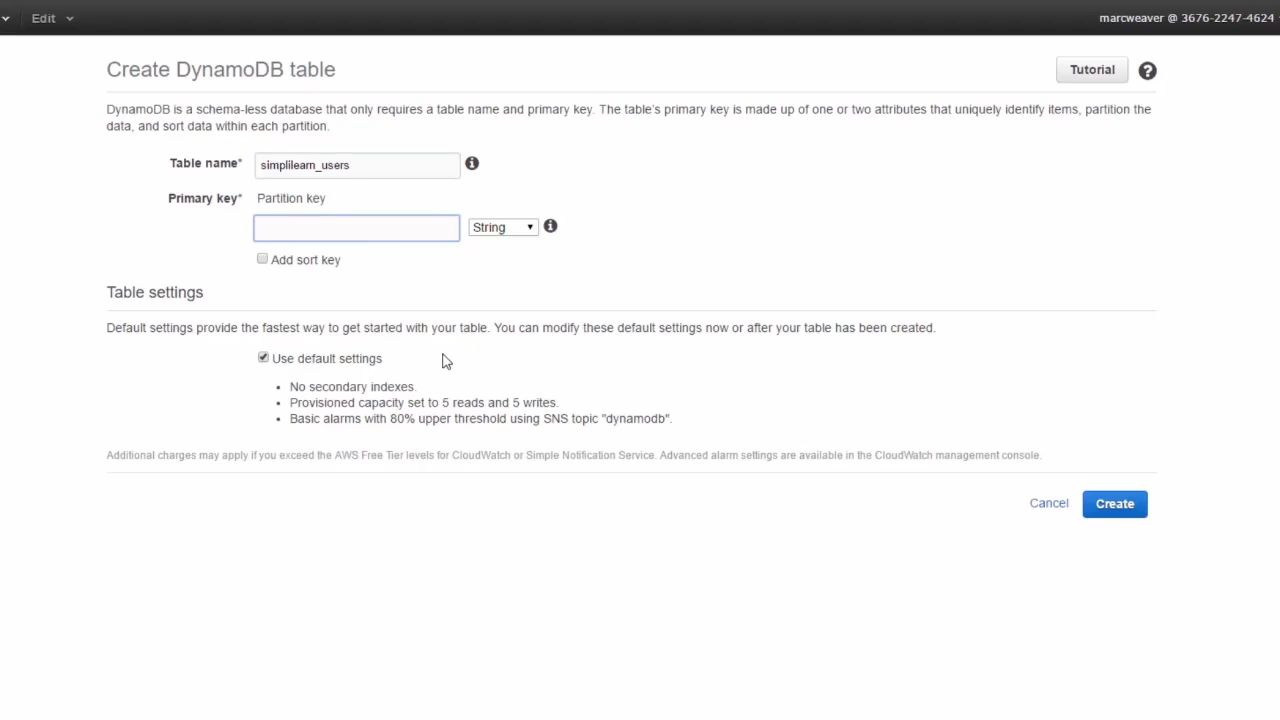 Edit
marcweaver @ 3676-2247-4624
Create DynamoDB table
Tutorial
?
DynamoDB is a schema-less database that only requires a table name and primary key. The table's primary key is made up of one or two attributes that uniquely identify items, partition the
data, and sort data within each partition.
Table name*
simplilearn_users
Primary key*
Partition key
String
Add sort key
Table settings
Default settings provide the fastest way to get started with your table. You can modify these default settings now or after your table has been created.
Use default settings
• No secondary indexes.
• Provisioned capacity set to 5 reads and 5 writes.
• Basic alarms with 80% upper threshold using SNS topic "dynamodb".
Additional charges may apply if you exceed the AWS Free Tier levels for CloudWatch or Simple Notification Service. Advanced alarm settings are available in the CloudWatch management console.
Cancel
Create